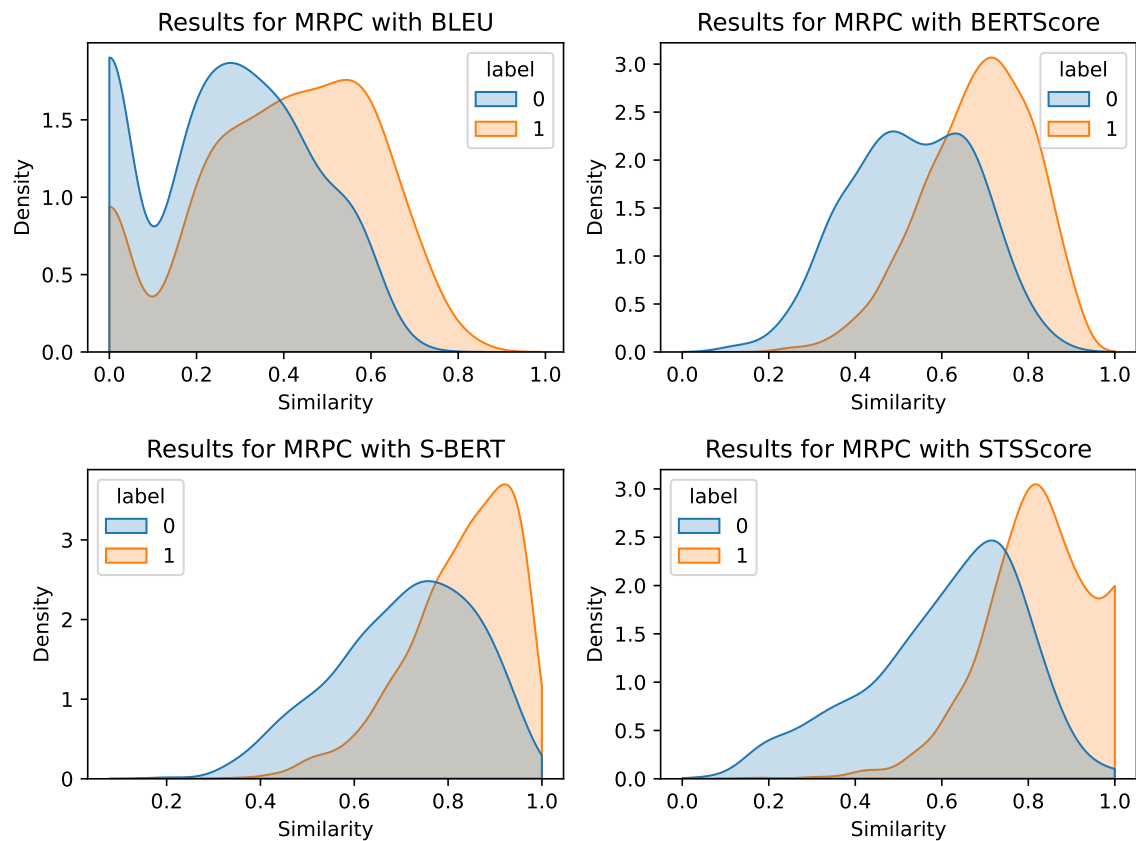 Results for MRPC with BLEU
label
0
1
Density
1.5
1.0
0.5
0.0
0.0 0.2 0.4 0.6 0.8 1.0
Similarity
Results for MRPC with BERTScore
label
0
1
Density
3.0
2.5
2.0
1.5
1.0
0.5
0.0
0.0 0.2 0.4 0.6 0.8 1.0
Similarity
Results for MRPC with S-BERT
label
0
1
Density
3
2
1
0
0.2 0.4 0.6 0.8 1.0
Similarity
Results for MRPC with STSScore
label
0
1
Density
3.0
2.5
2.0
1.5
1.0
0.5
0.0
0.0 0.2 0.4 0.6 0.8 1.0
Similarity